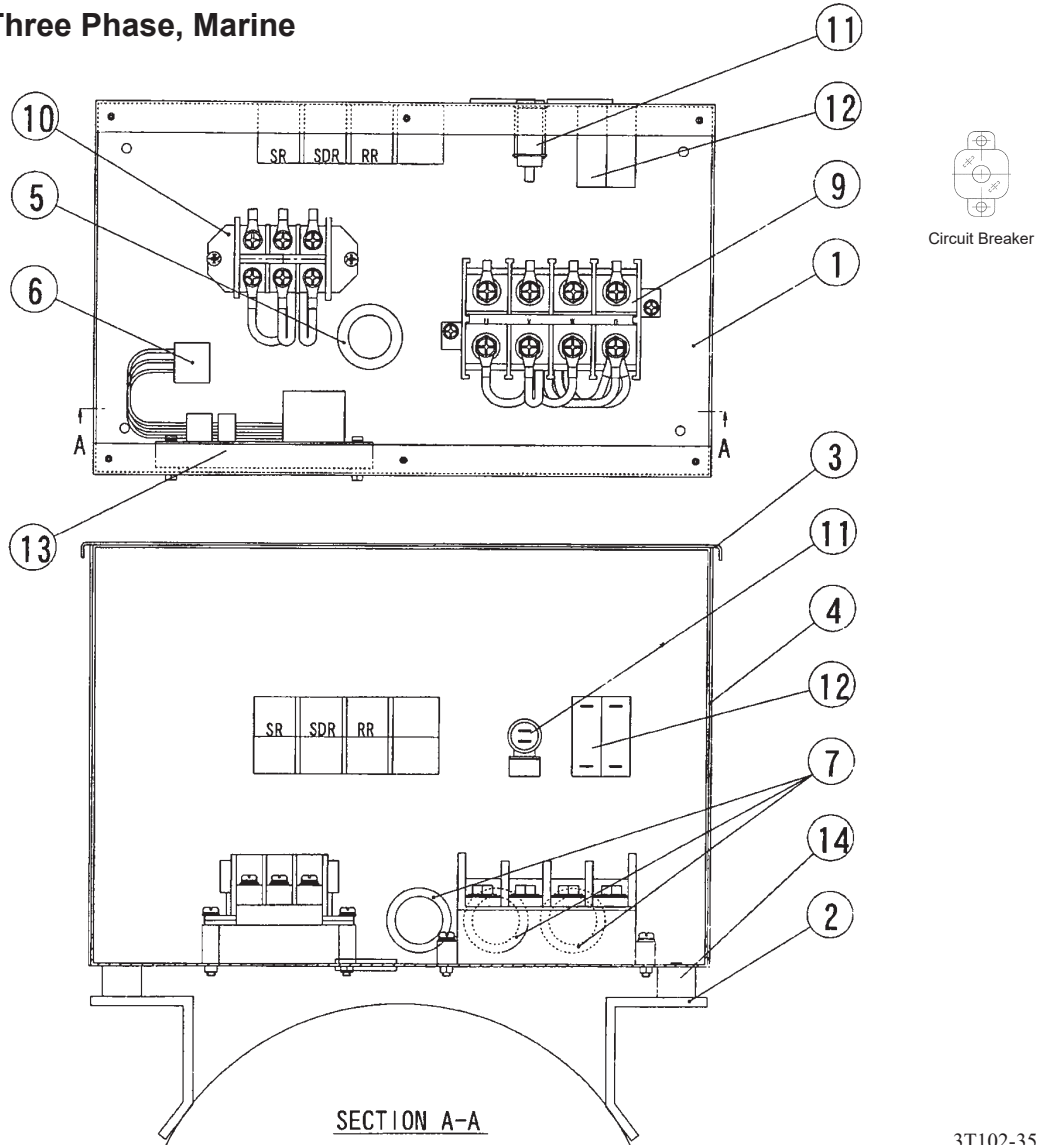 Three Phase, Marine
11
10
12
SR SDR RR
5
9
Circuit Breaker
1
6
U V W O
A A
3
13
11
4
SR SDR RR
12
7
14
2
SECTION A-A
3T102-35